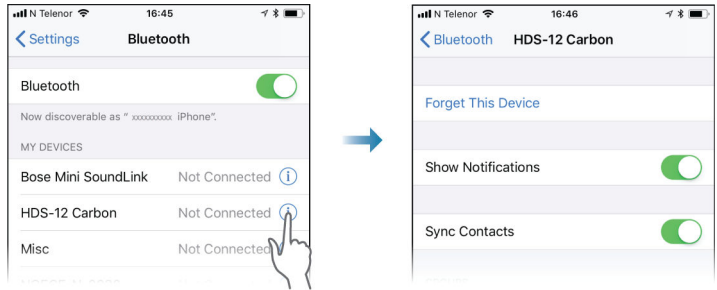 N Telenor 16:45
Settings Bluetooth
Bluetooth
Now discoverable as “ xxxxxxxxxx iPhone”.
MY DEVICES
Bose Mini SoundLink Not Connected
HDS-12 Carbon Not Connected
Misc Not Connected
N Telenor 16:46
Bluetooth HDS-12 Carbon
Forget This Device
Show Notifications
Sync Contacts